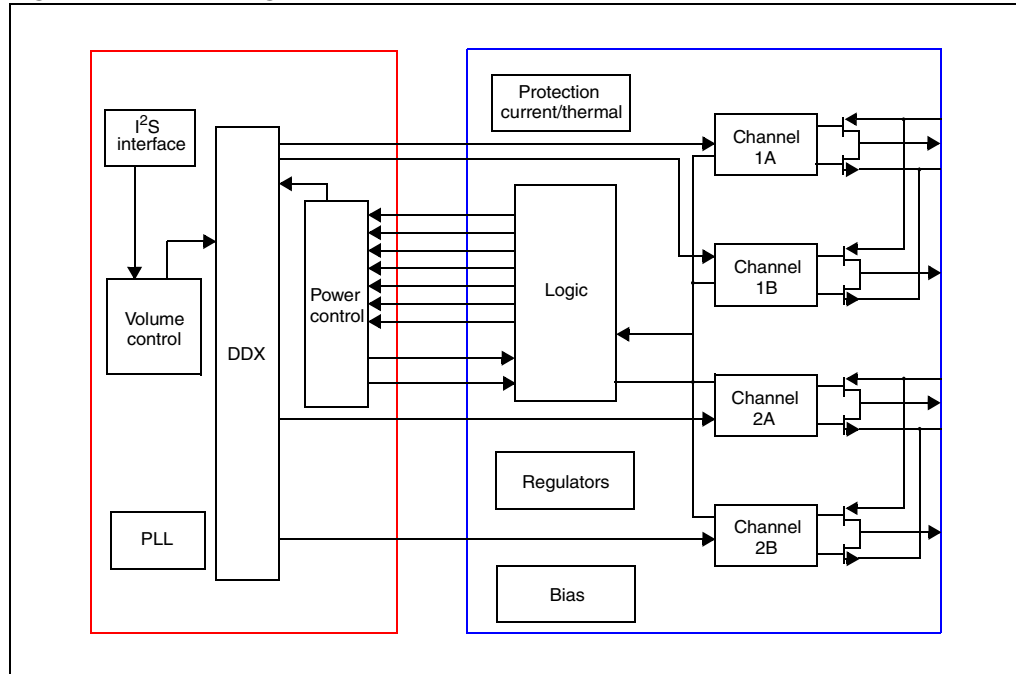 I2S
interface
Volume
control
PLL
DDX
Power
control
Protection
current/thermal
Logic
Regulators
Bias
Channel
1A
Channel
1B
Channel
2A
Channel
2B